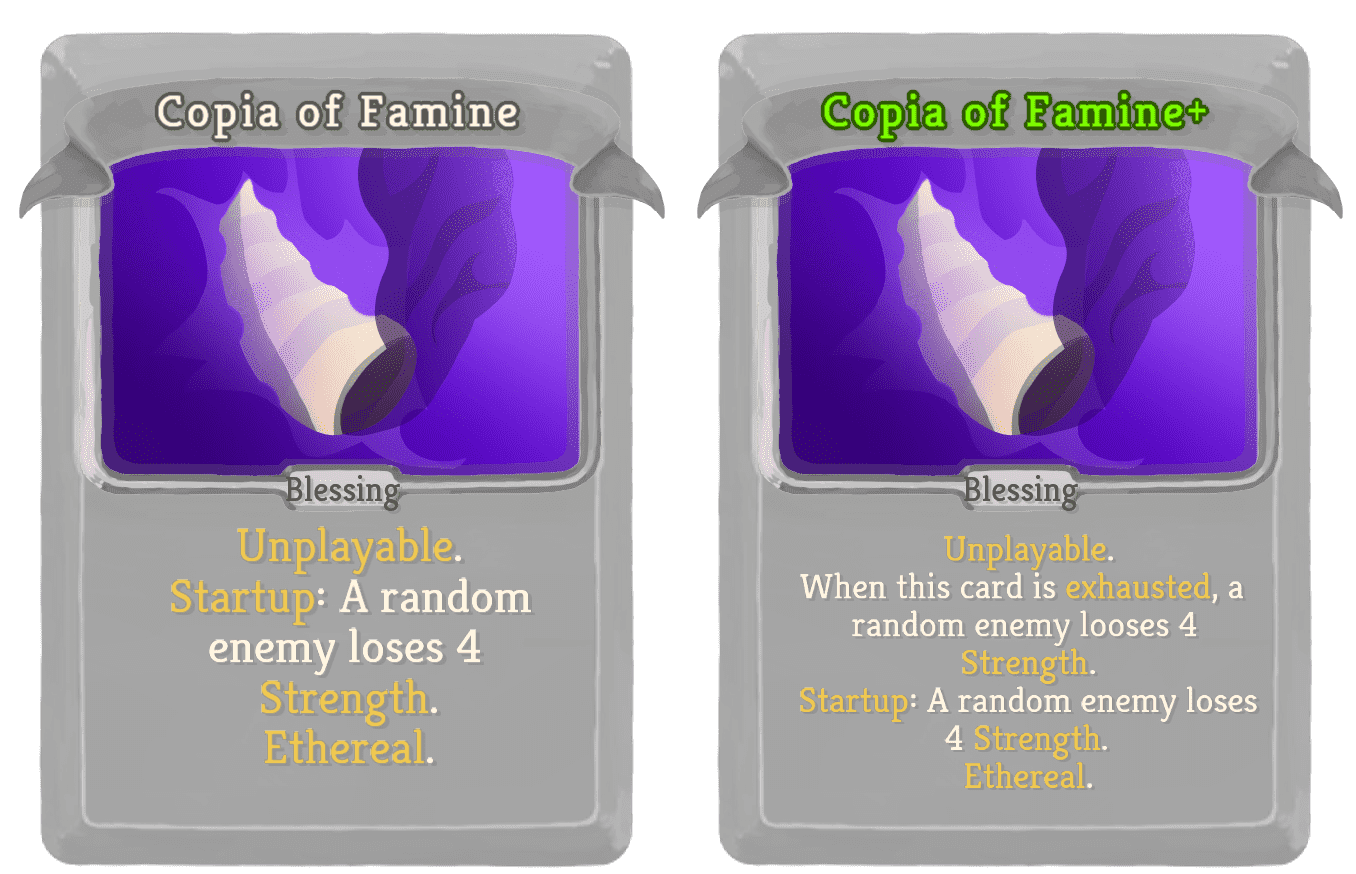 Copia of Famine
Blessing
Unplayable.
Startup: A random
enemy loses 4
Strength.
Ethereal.
Copia of Famine+
Blessing
Unplayable.
When this card is exhausted, a
random enemy looses 4
Strength.
Startup: A random enemy loses
4 Strength.
Ethereal.